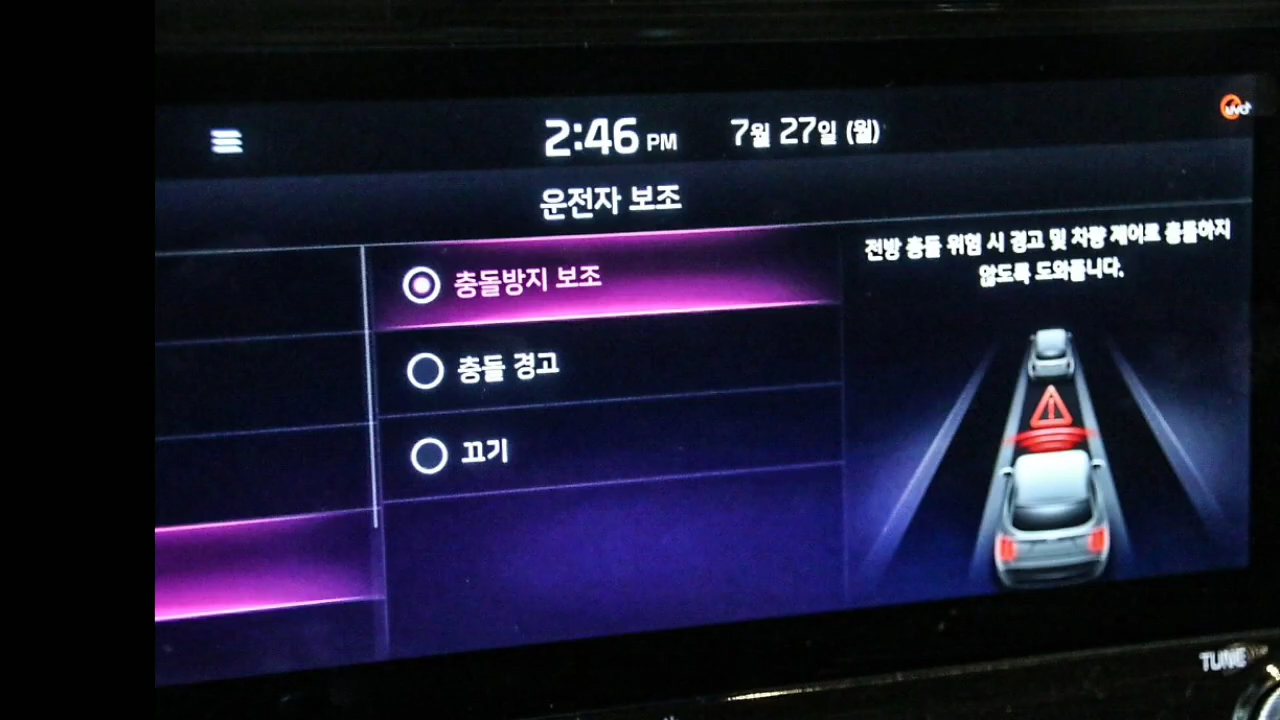 2:46 PM 7월 27일 (월)
운전자 보조
충돌방지 보조
충돌 경고
끄기
전방 충돌 위험 시 경고 및 차량 제어로 충돌하지
않도록 도와줍니다.
TUNE